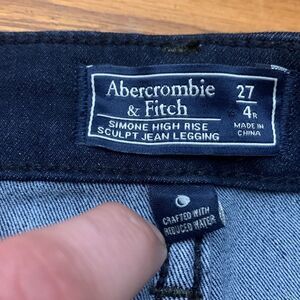 Abercrombie
& Fitch
SIMONE HIGH RISE
SCULPT JEAN LEGGING
27
4R
MADE IN
CHINA
CRAFTED WITH
REDUCED WATER